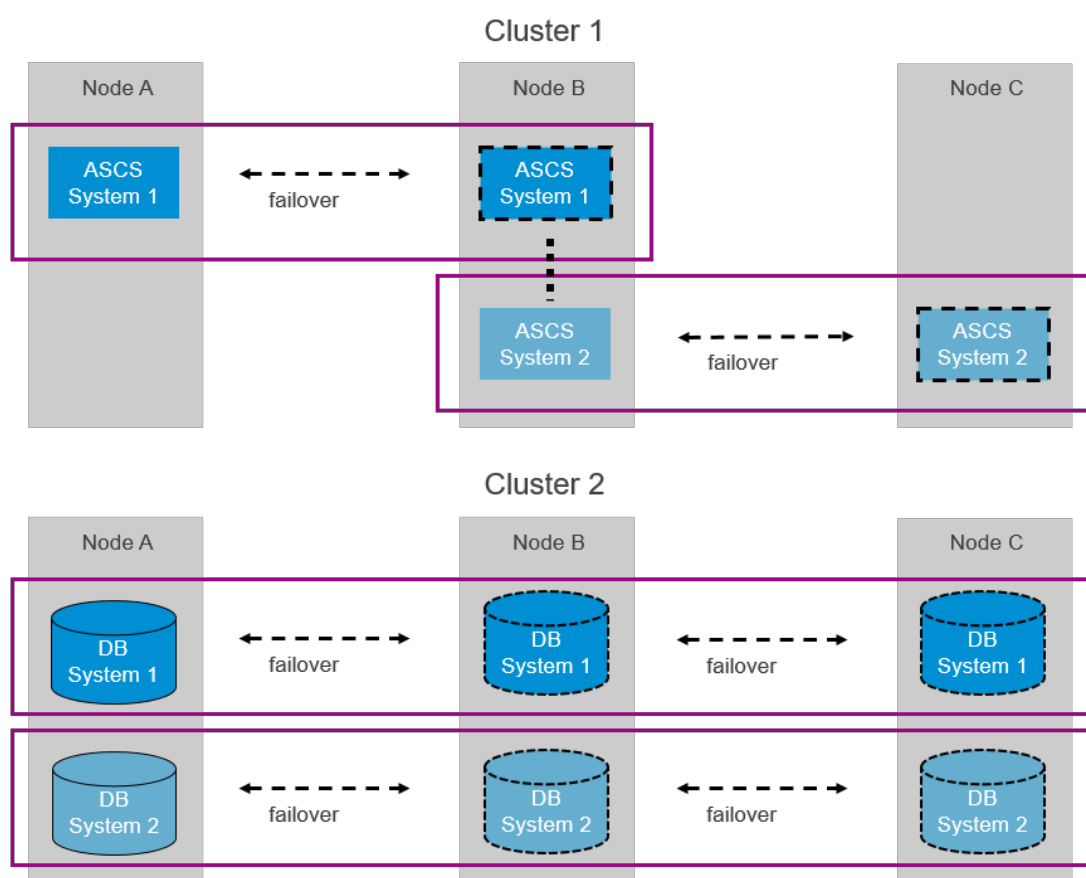 Cluster 1
Node A
Node B
Node C
ASCS
System 1
failover
ASCS
System 1
ASCS
System 2
failover
ASCS
System 2
Cluster 2
Node A
Node B
Node C
DB
System 1
failover
DB
System 1
failover
DB
System 1
DB
System 2
failover
DB
System 2
failover
DB
System 2